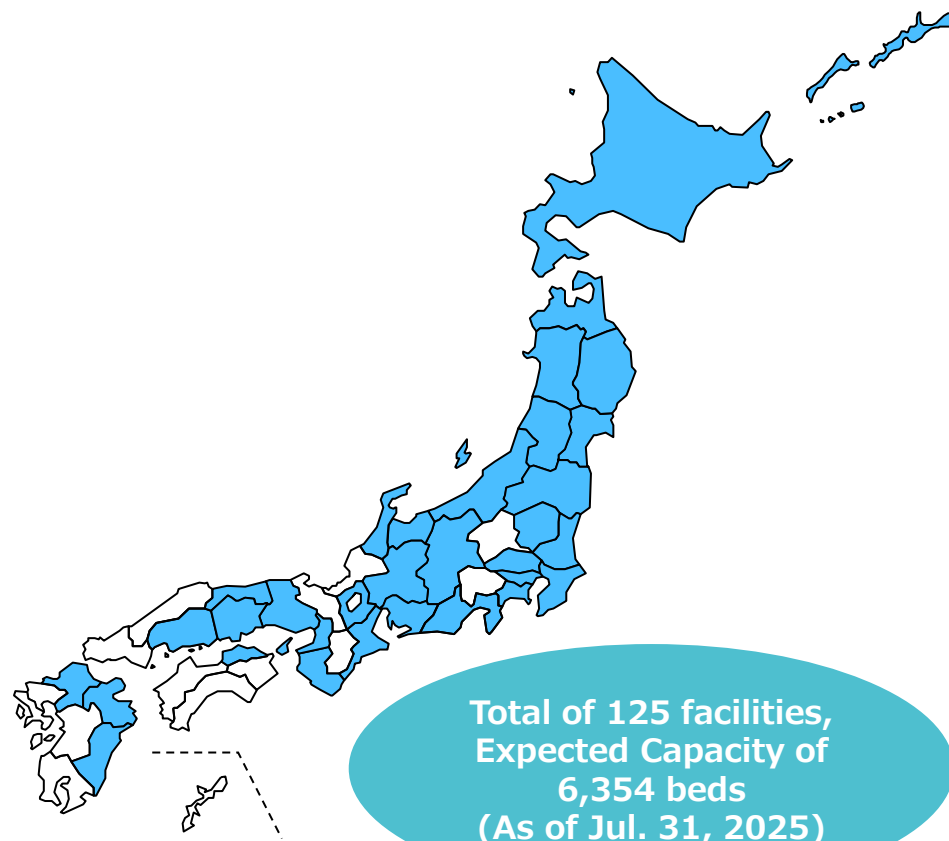 Total of 125 facilities,
Expected Capacity of
6,354 beds
(As of Jul. 31, 2025)